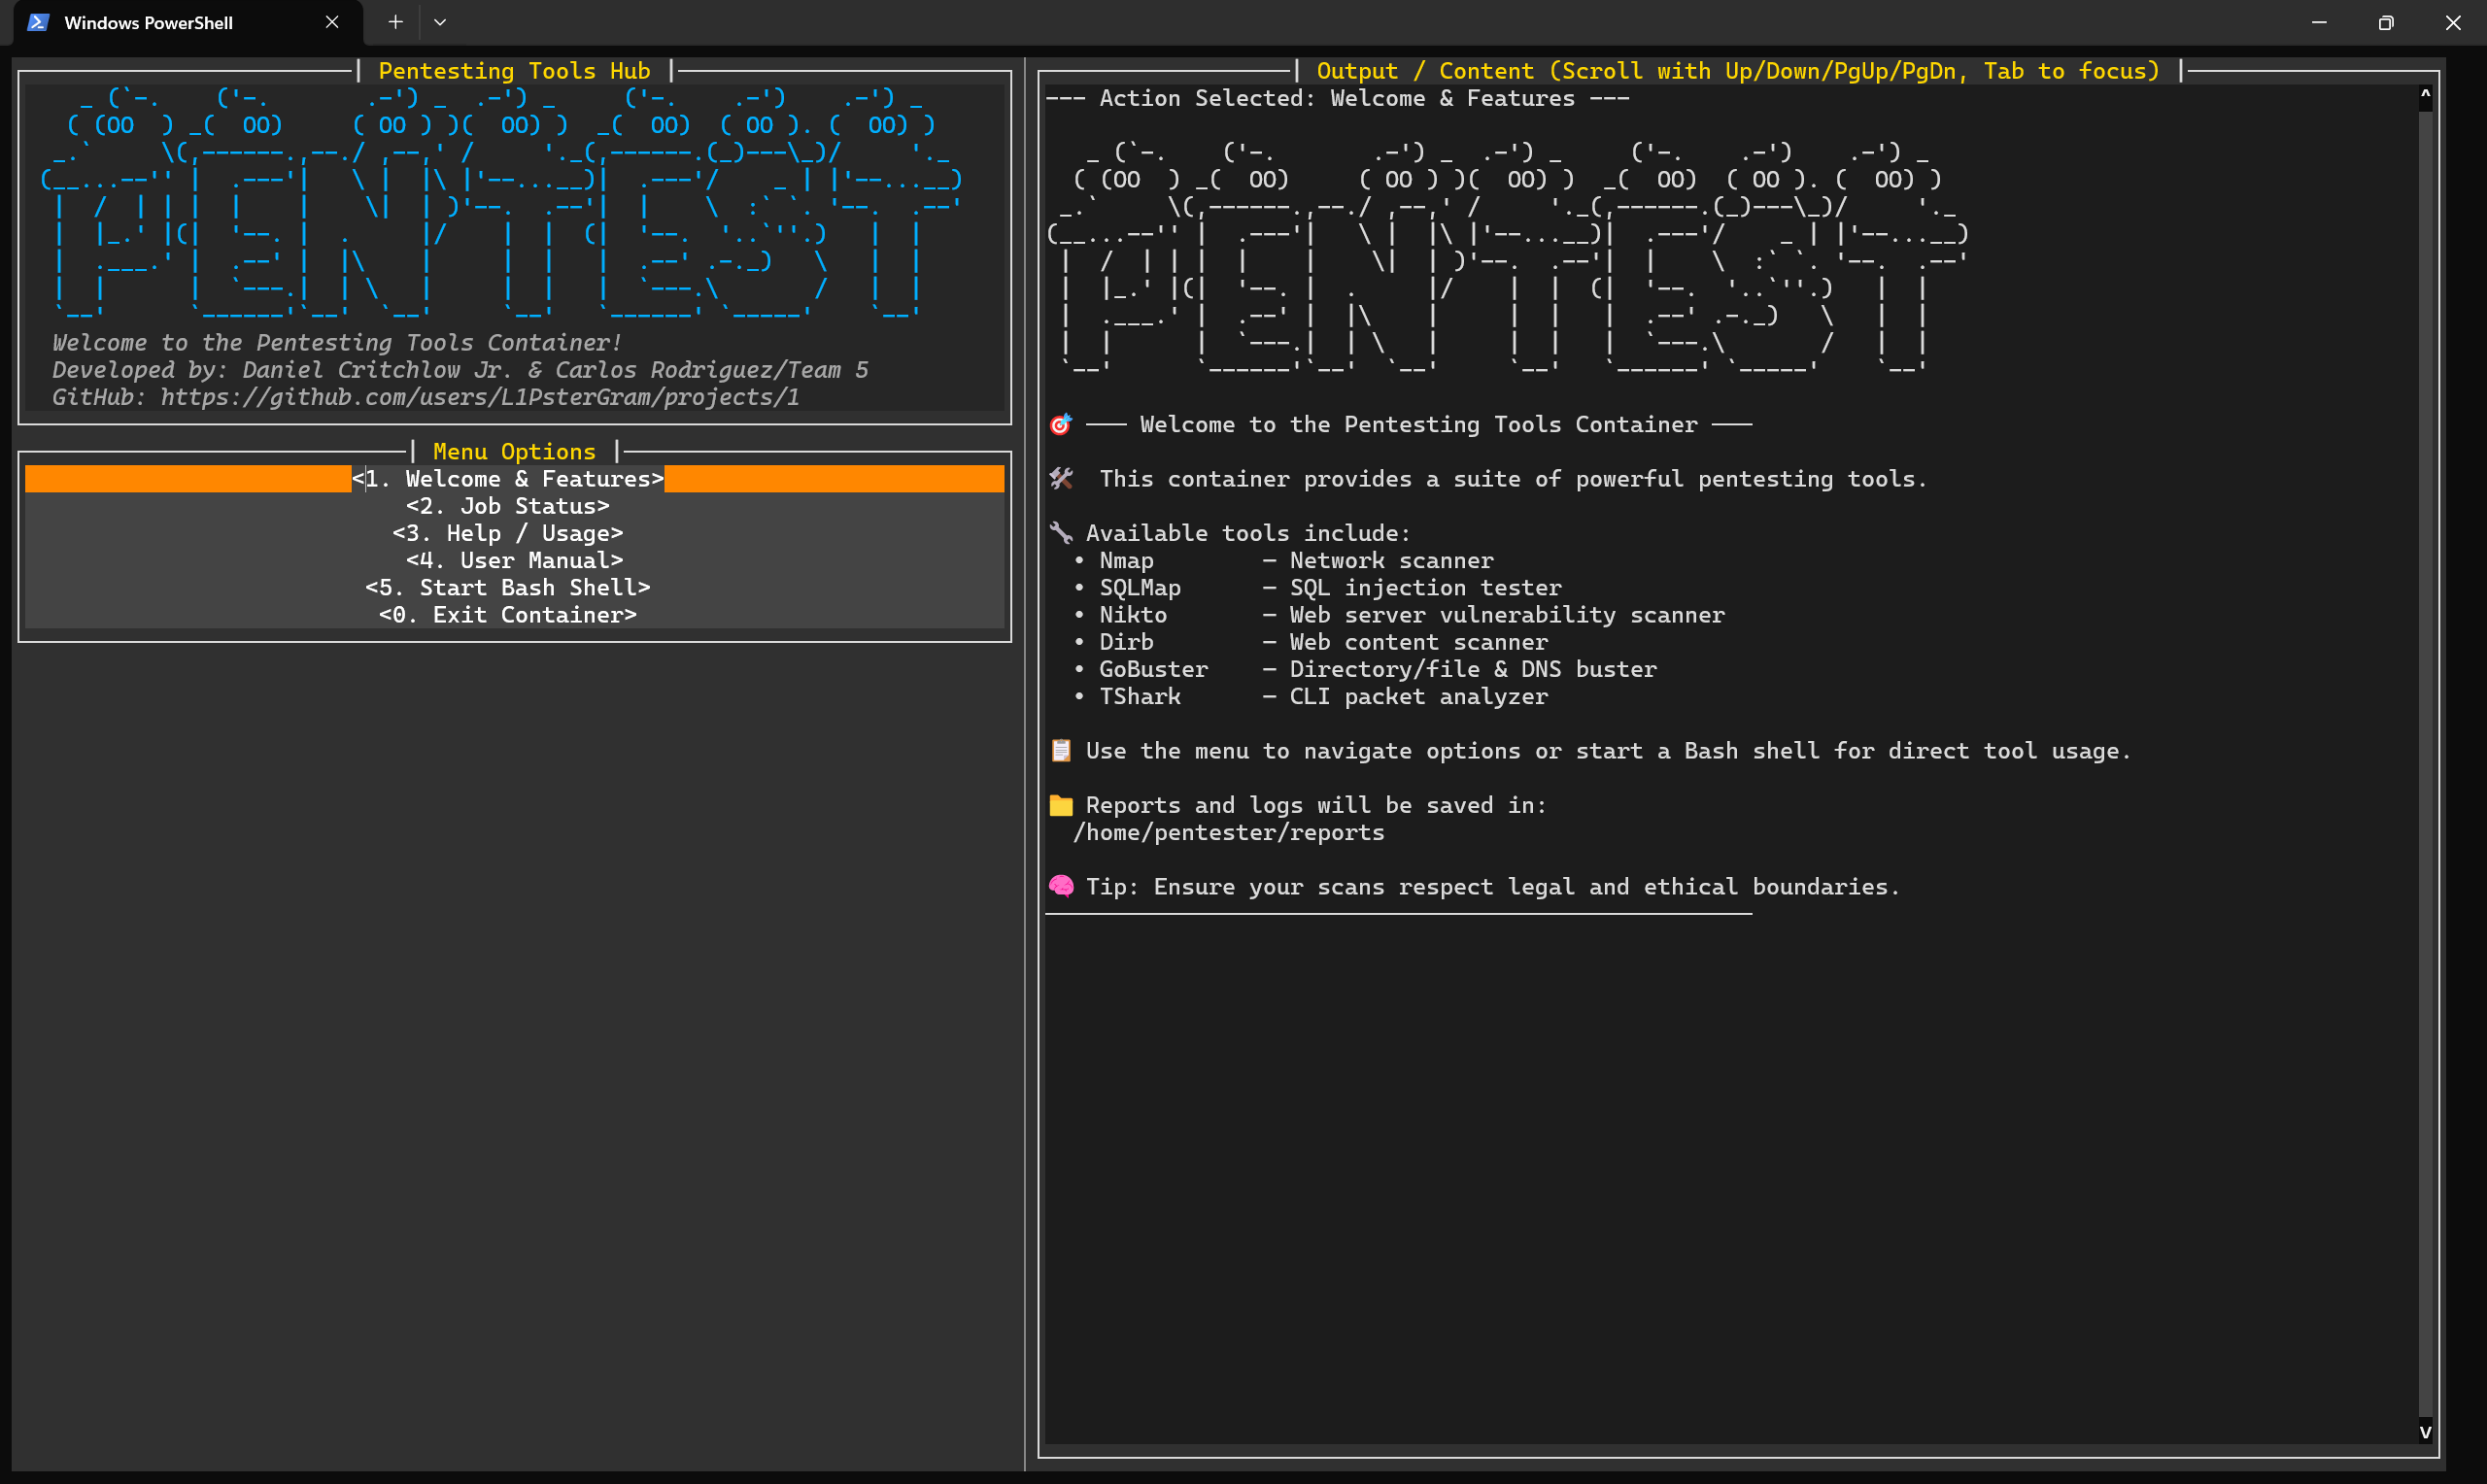 Windows PowerShell
Pentesting Tools Hub
Welcome to the Pentesting Tools Container!
Developed by: Daniel Critchlow Jr. & Carlos Rodriguez/Team 5
GitHub: https://github.com/users/L1PsterGram/projects/1
Menu Options
<1. Welcome & Features>
<2. Job Status>
<3. Help / Usage>
<4. User Manual>
<5. Start Bash Shell>
<0. Exit Container>
Output / Content (Scroll with Up/Down/PgUp/PgDn, Tab to focus)
--- Action Selected: Welcome & Features ---
PENTEST
─── Welcome to the Pentesting Tools Container ───
This container provides a suite of powerful pentesting tools.
Available tools include:
• Nmap – Network scanner
• SQLMap – SQL injection tester
• Nikto – Web server vulnerability scanner
• Dirb – Web content scanner
• GoBuster – Directory/file & DNS buster
• TShark – CLI packet analyzer
Use the menu to navigate options or start a Bash shell for direct tool usage.
Reports and logs will be saved in:
/home/pentester/reports
Tip: Ensure your scans respect legal and ethical boundaries.